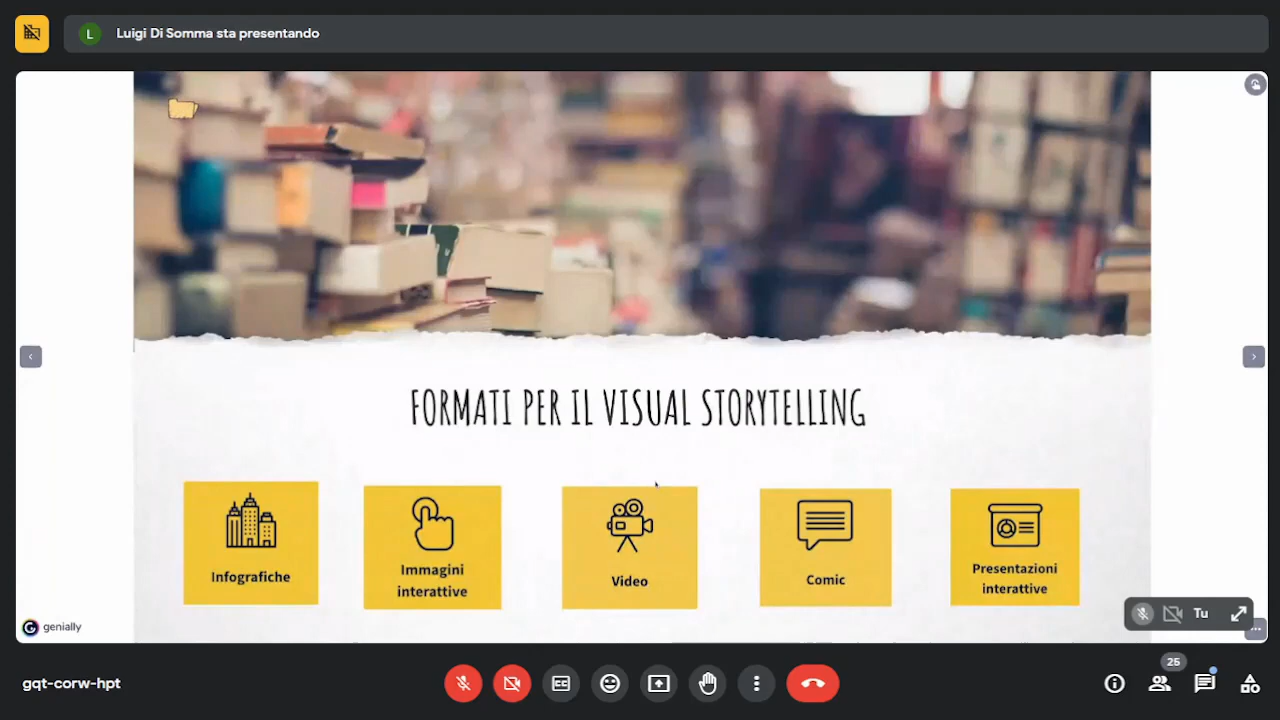 L Luigi Di Somma sta presentando
FORMATI PER IL VISUAL STORYTELLING
Infografiche
Immagini
interattive
Video
Comic
Presentazioni
interattive
Tu
genially
25
gqt-corw-hpt